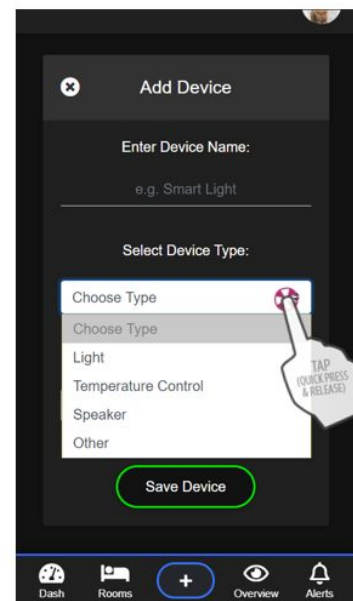 Add Device
Enter Device Name:
e.g. Smart Light
Select Device Type:
Choose Type
Choose Type
Light
Temperature Control
Speaker
Other
TAP
(QUICK PRESS
& RELEASE)
Save Device
Dash Rooms + Overview Alerts